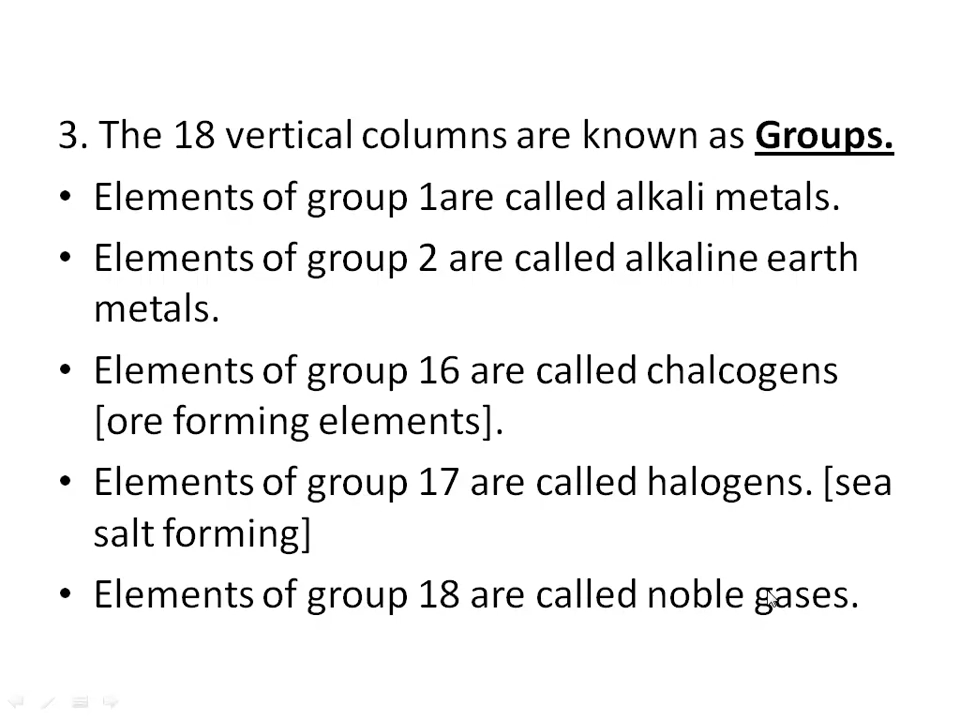 3. The 18 vertical columns are known as Groups.
• Elements of group 1are called alkali metals.
• Elements of group 2 are called alkaline earth
metals.
• Elements of group 16 are called chalcogens
[ore forming elements].
• Elements of group 17 are called halogens. [sea
salt forming]
• Elements of group 18 are called noble gases.